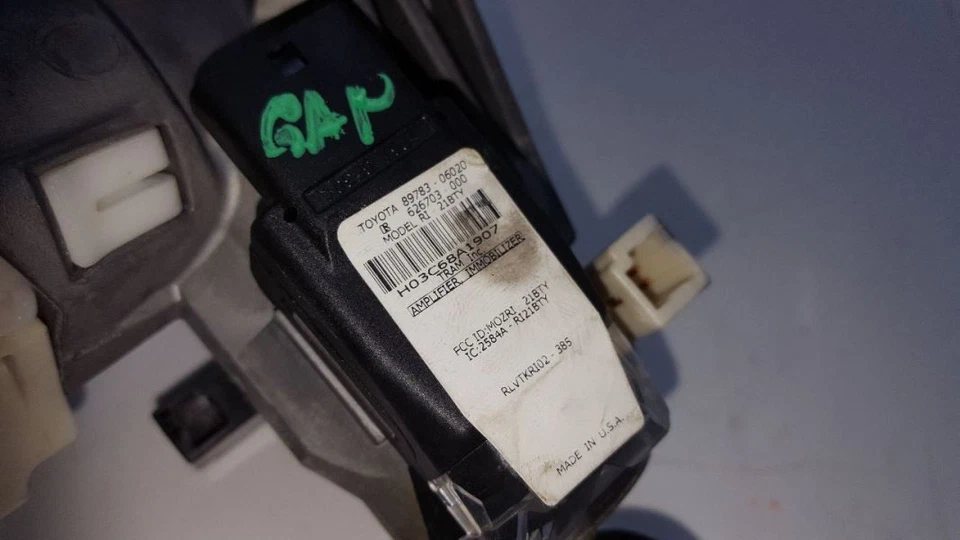 GAP
TOYOTA 89783 - 06020
626703 - 000
MODEL RI 21BTY
H03C68A1907
TRAM Inc.
AMPLIFIER, IMMOBILIZER
FCC ID:MOZRI 21BTY
IC:2584A - RI21BTY
RLVTKRI02 - 385
MADE IN U.S.A.